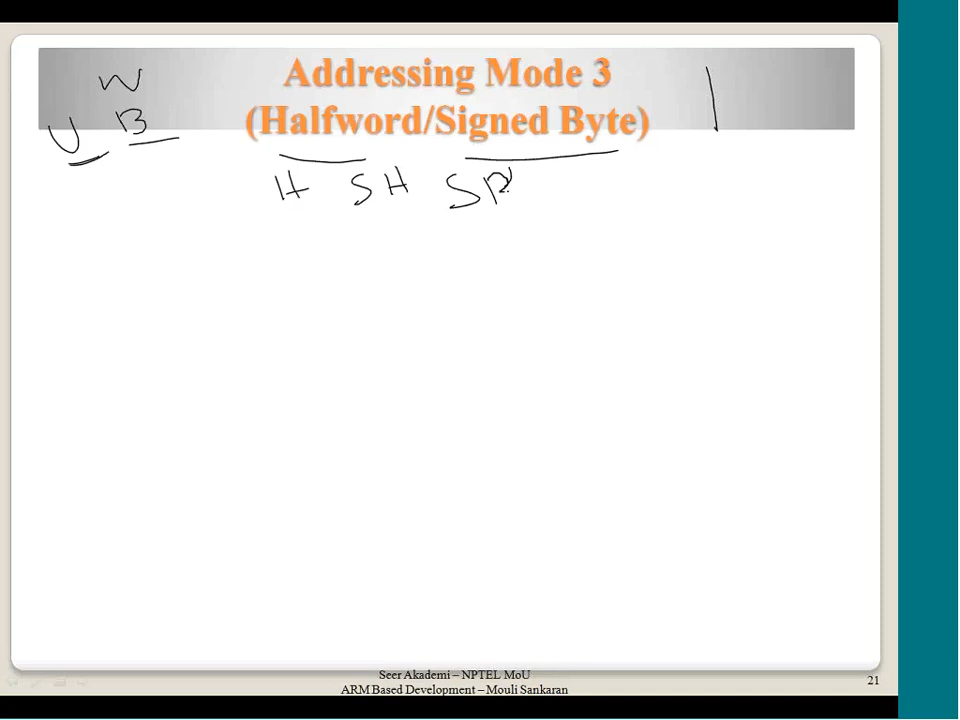 Addressing Mode 3
(Halfword/Signed Byte)
W
B
U
H SH SB
Seer Akademi – NPTEL MoU
ARM Based Development – Mouli Sankaran
21